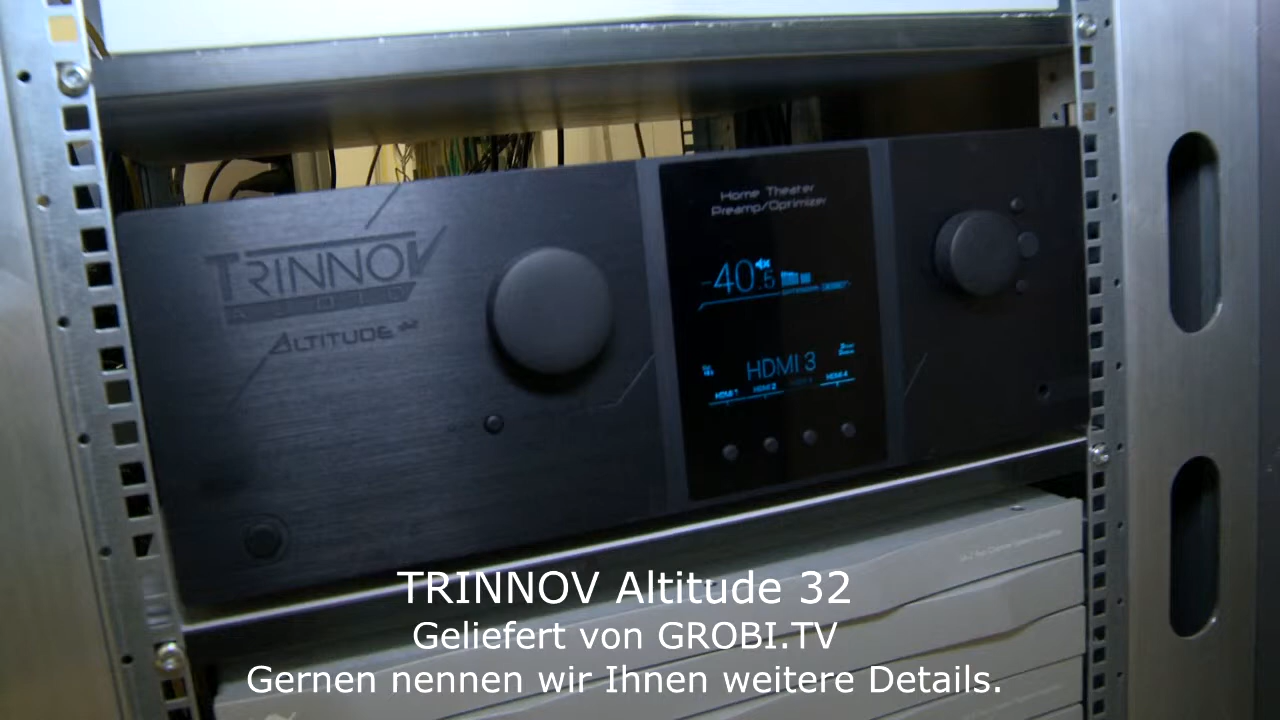 Home Theater
Preamp/Optimizer
TRINNOV
AUDIO
ALTITUDE 32
-40.5
HDMI 3
HDMI 1 HDMI 2 HDMI 4
TRINNOV Altitude 32
Geliefert von GROBI.TV
Gernen nennen wir Ihnen weitere Details.